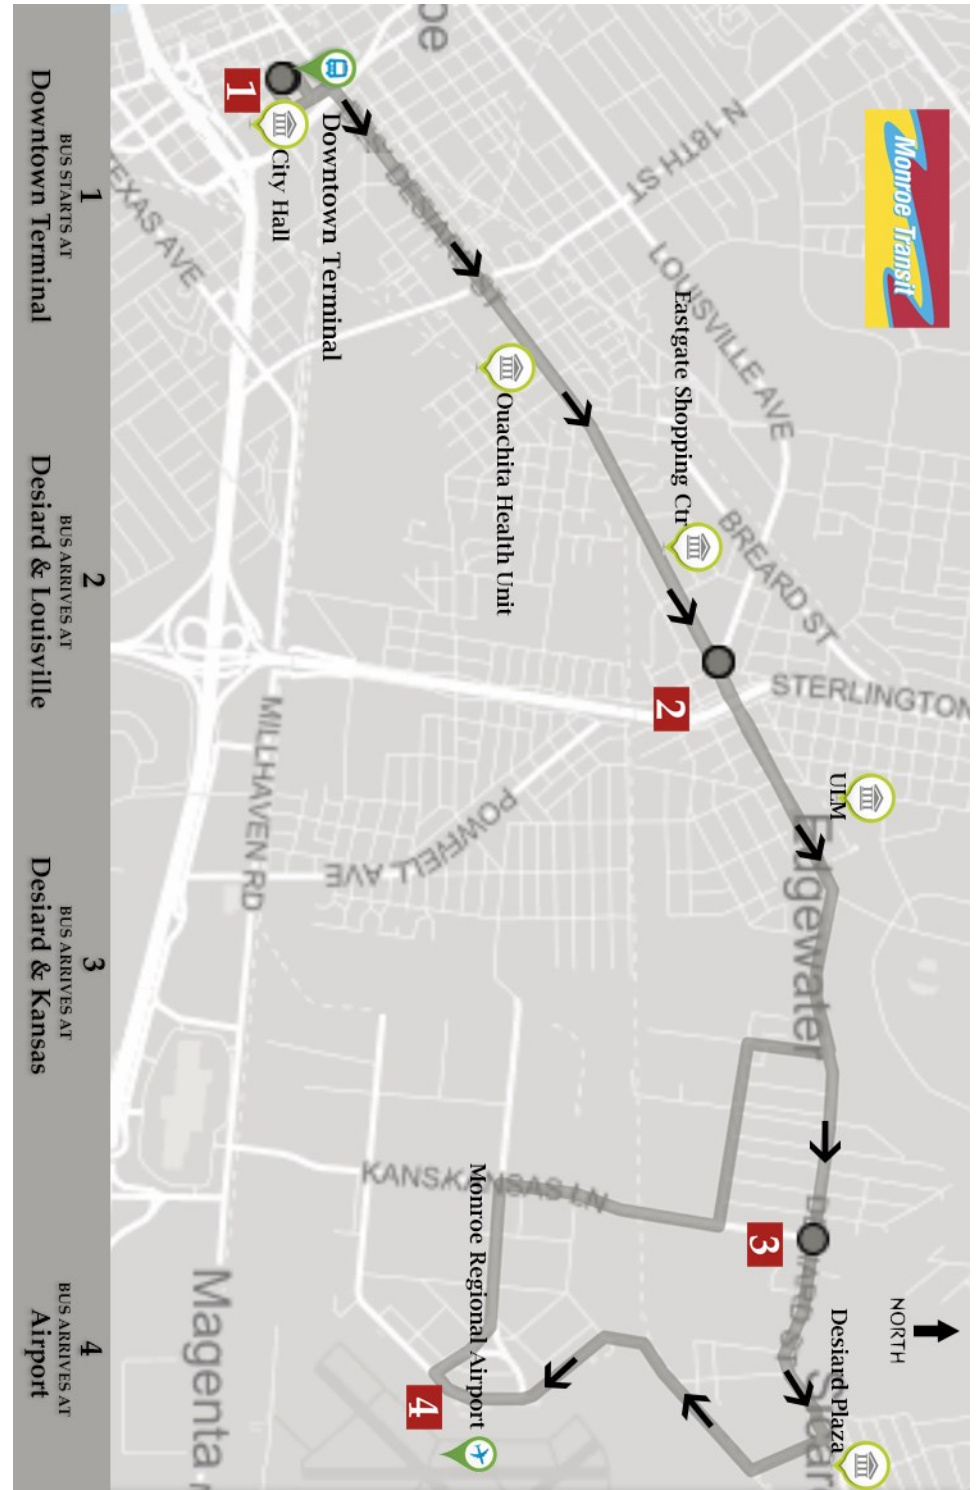 Monroe Transit
oe
N 18TH ST
LOUISVILLE AVE
BREARD ST
STERLINGTON
Eastgate Shopping Ctr
ULM
Edgewater
NORTH
Desiard Plaza
Downtown Terminal
1
City Hall
DESIARD ST
TEXAS AVE
Ouachita Health Unit
2
POWELL AVE
MILLHAVEN RD
3
KANSAS LN
Monroe Regional Airport
4
Magenta
1
BUS STARTS AT
Downtown Terminal
2
BUS ARRIVES AT
Desiard & Louisville
3
BUS ARRIVES AT
Desiard & Kansas
4
BUS ARRIVES AT
Airport